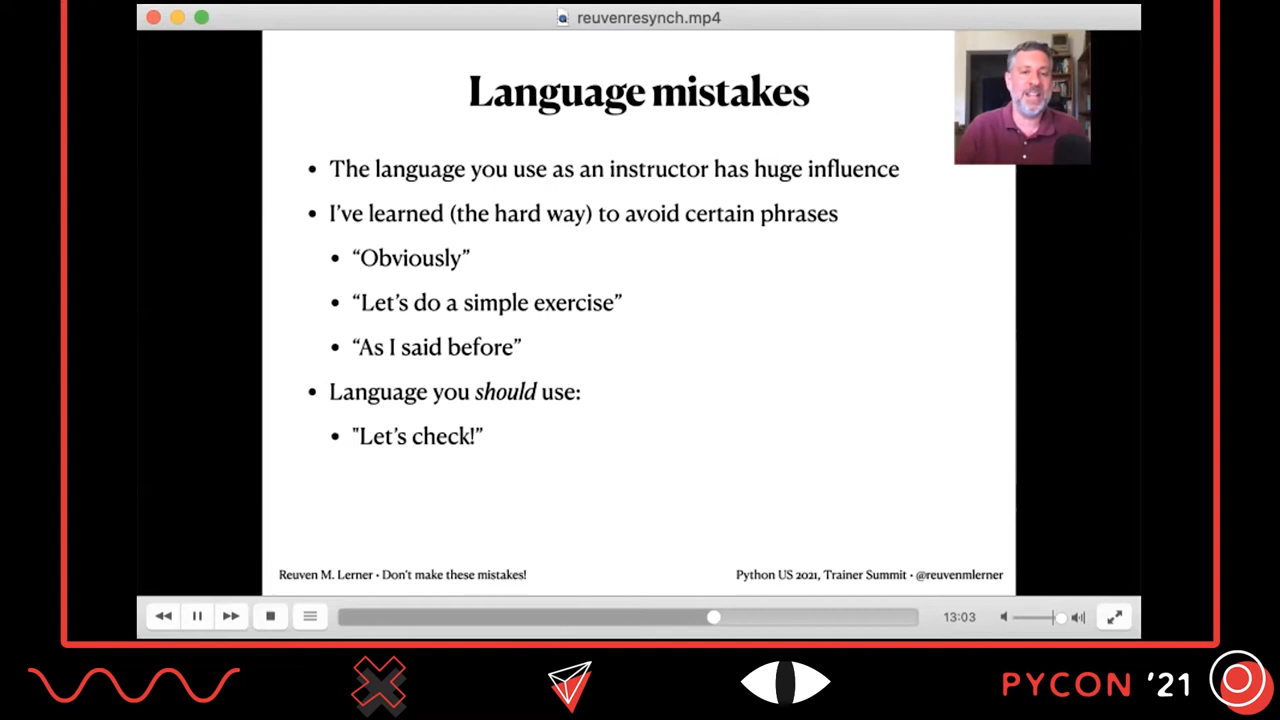 reuvenresynch.mp4
Language mistakes
• The language you use as an instructor has huge influence
• I’ve learned (the hard way) to avoid certain phrases
• “Obviously”
• “Let’s do a simple exercise”
• “As I said before”
• Language you should use:
• "Let’s check!”
Reuven M. Lerner • Don’t make these mistakes!
Python US 2021, Trainer Summit • @reuvenmlerner
13:03
PYCON ’21